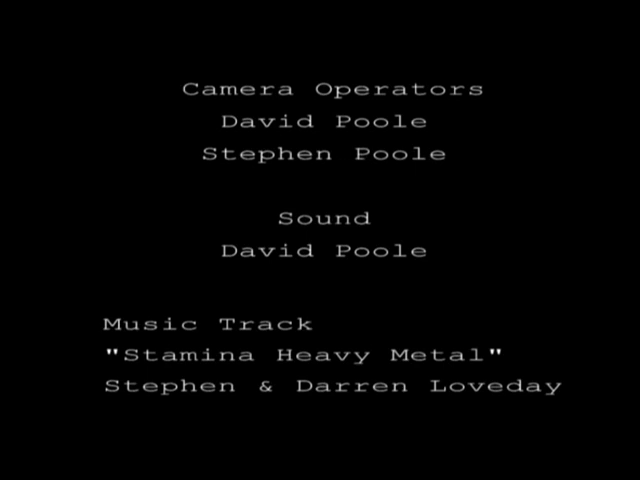 Camera Operators
David Poole
Stephen Poole
Sound
David Poole
Music Track
"Stamina Heavy Metal"
Stephen & Darren Loveday